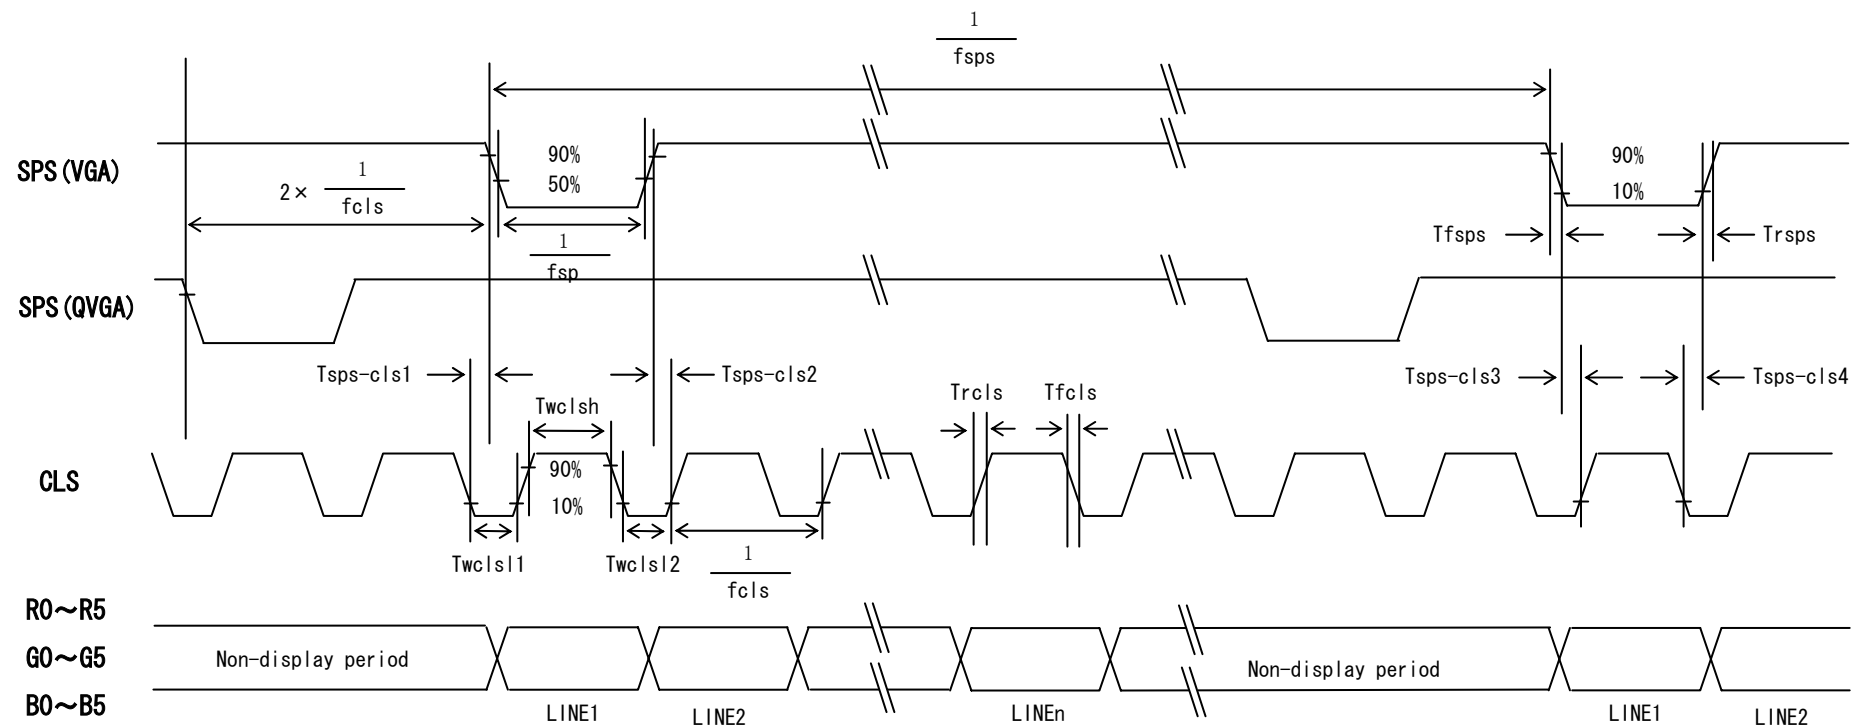 1
fsps
SPS(VGA)
2× 1
fcls
90%
50%
1
fsp
90%
10%
Tfsps
Trsps
SPS(QVGA)
Tsps-cls1
Tsps-cls2
Tsps-cls3
Tsps-cls4
Twclsh
Trcls
Tfcls
CLS
90%
10%
Twclsl1
Twclsl2
1
fcls
R0～R5
G0～G5
B0～B5
Non-display period
Non-display period
LINE1
LINE2
LINEn
LINE1
LINE2